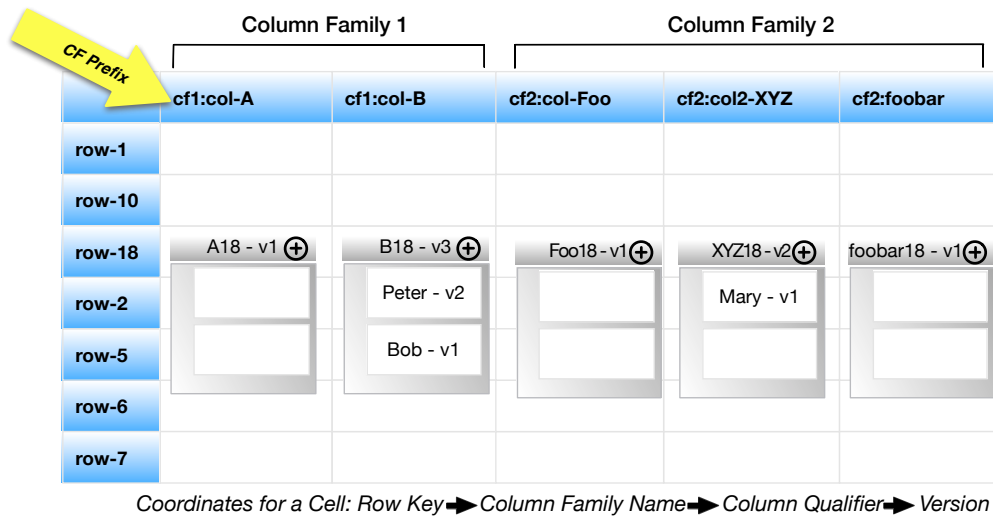 Column Family 1 Column Family 2
CF Prefix
cf1:col-A cf1:col-B cf2:col-Foo cf2:col2-XYZ cf2:foobar
row-1
row-10
row-18 A18 - v1 B18 - v3 Foo18 - v1 XYZ18 - v2 foobar18 - v1
row-2 Peter - v2 Mary - v1
row-5 Bob - v1
row-6
row-7
Coordinates for a Cell: Row Key ➔ Column Family Name ➔ Column Qualifier ➔ Version